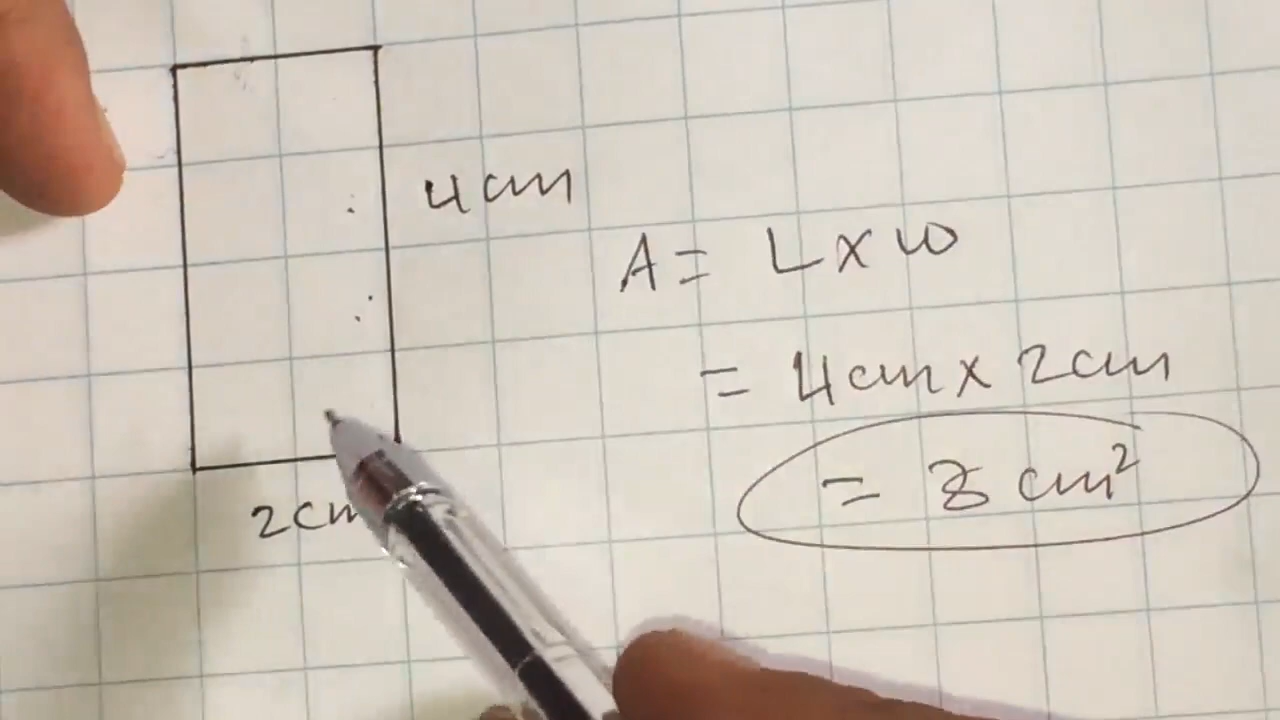 4cm
A = L x w
= 4cm x 2cm
= 8 cm²
2cm